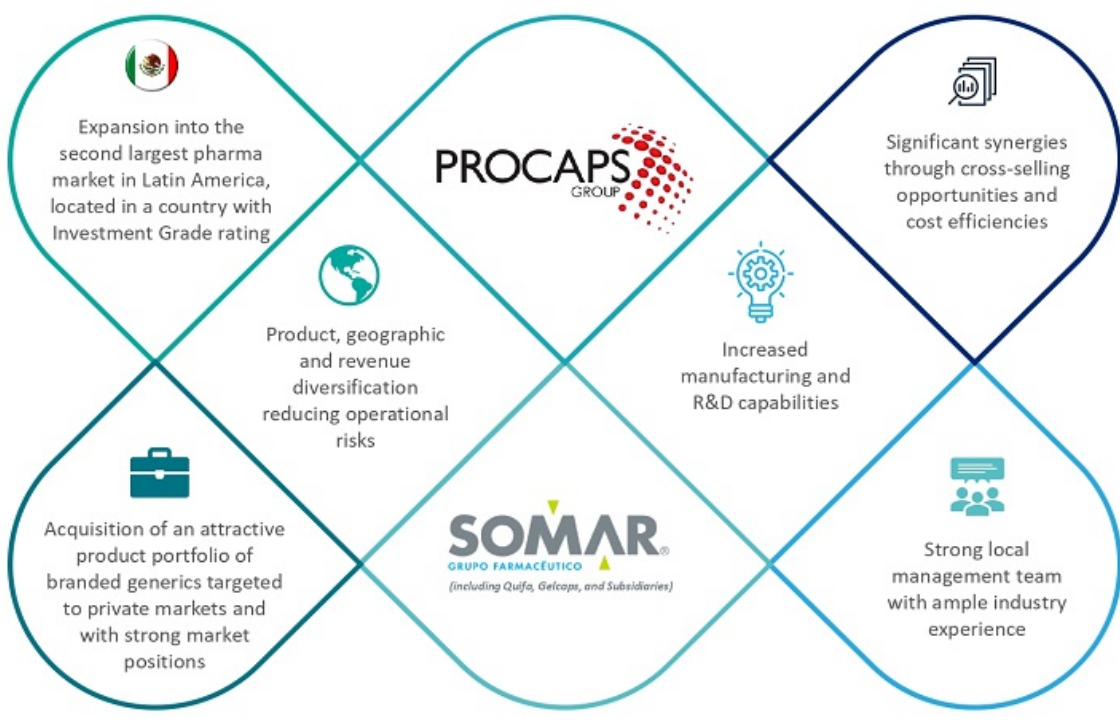 Expansion into the
second largest pharma
market in Latin America,
located in a country with
Investment Grade rating
PROCAPS
GROUP
Significant synergies
through cross-selling
opportunities and
cost efficiencies
Product, geographic
and revenue
diversification
reducing operational
risks
Increased
manufacturing and
R&D capabilities
Acquisition of an attractive
product portfolio of
branded generics targeted
to private markets and
with strong market
positions
SOMAR®
GRUPO FARMACÉUTICO
(including Quifa, Gelcaps, and Subsidiaries)
Strong local
management team
with ample industry
experience